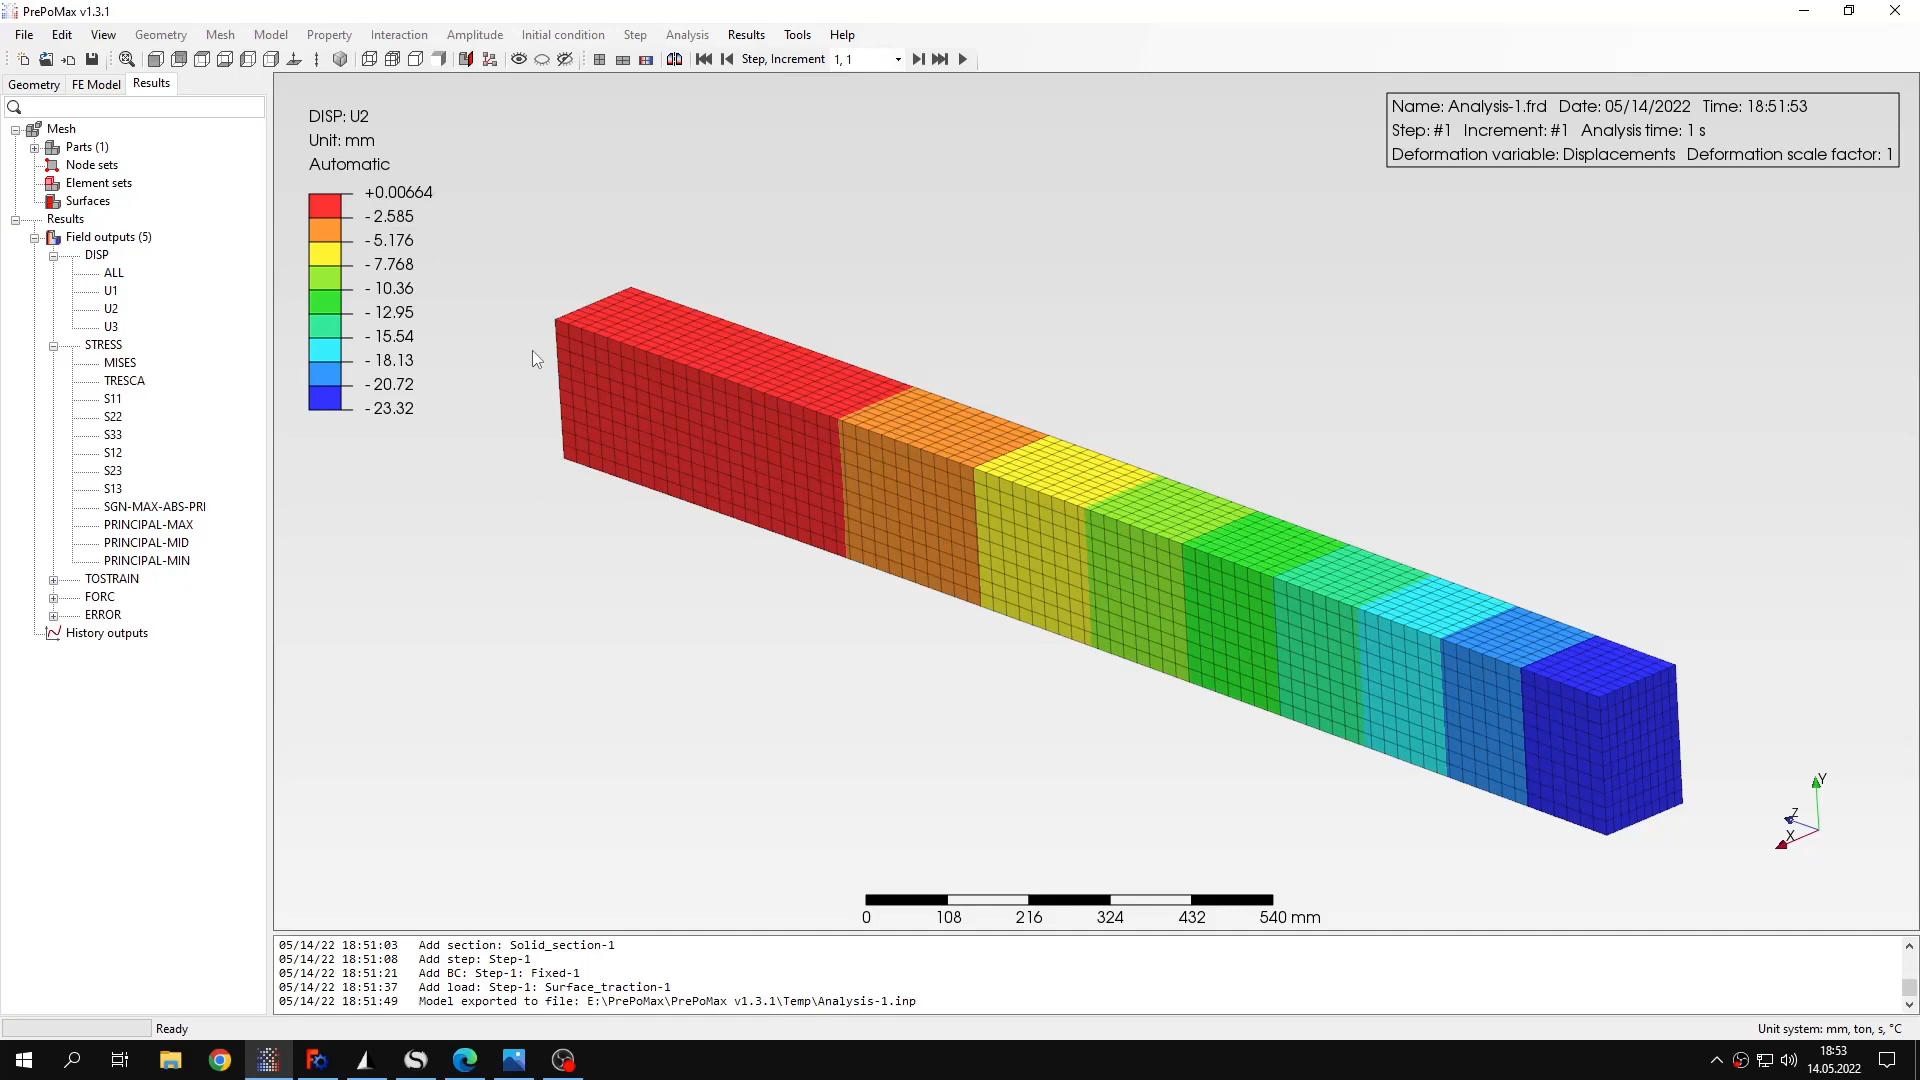 PrePoMax v1.3.1
File Edit View Geometry Mesh Model Property Interaction Amplitude Initial condition Step Analysis Results Tools Help
Step, Increment 1, 1
Geometry FE Model Results
Mesh
Parts (1)
Node sets
Element sets
Surfaces
Results
Field outputs (5)
DISP
ALL
U1
U2
U3
STRESS
MISES
TRESCA
S11
S22
S33
S12
S23
S13
SGN-MAX-ABS-PRI
PRINCIPAL-MAX
PRINCIPAL-MID
PRINCIPAL-MIN
TOSTRAIN
FORC
ERROR
History outputs
DISP: U2
Unit: mm
Automatic
+0.00664
-2.585
-5.176
-7.768
-10.36
-12.95
-15.54
-18.13
-20.72
-23.32
Name: Analysis-1.frd Date: 05/14/2022 Time: 18:51:53
Step: #1 Increment: #1 Analysis time: 1 s
Deformation variable: Displacements Deformation scale factor: 1
Y
Z
X
0 108 216 324 432 540 mm
05/14/22 18:51:03 Add section: Solid_section-1
05/14/22 18:51:08 Add step: Step-1
05/14/22 18:51:21 Add BC: Step-1: Fixed-1
05/14/22 18:51:37 Add load: Step-1: Surface_traction-1
05/14/22 18:51:49 Model exported to file: E:\PrePoMax\PrePoMax v1.3.1\Temp\Analysis-1.inp
Ready
Unit system: mm, ton, s, °C
18:53
14.05.2022